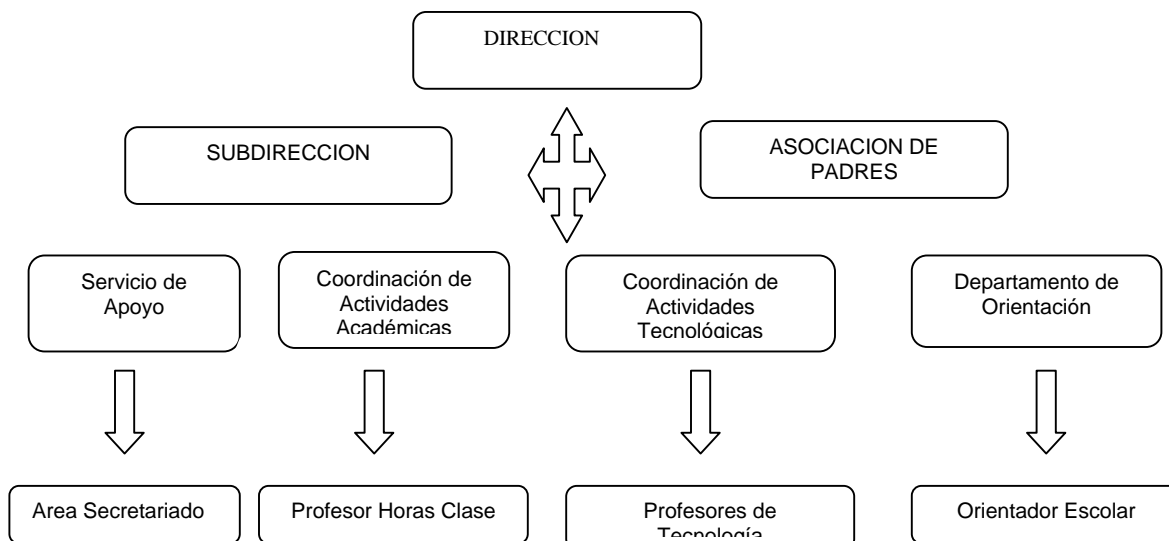 DIRECCION
SUBDIRECCION
ASOCIACION DE
PADRES
Servicio de
Apoyo
Coordinación de
Actividades
Académicas
Coordinación de
Actividades
Tecnológicas
Departamento de
Orientación
Area Secretariado
Profesor Horas Clase
Profesores de
Tecnología
Orientador Escolar